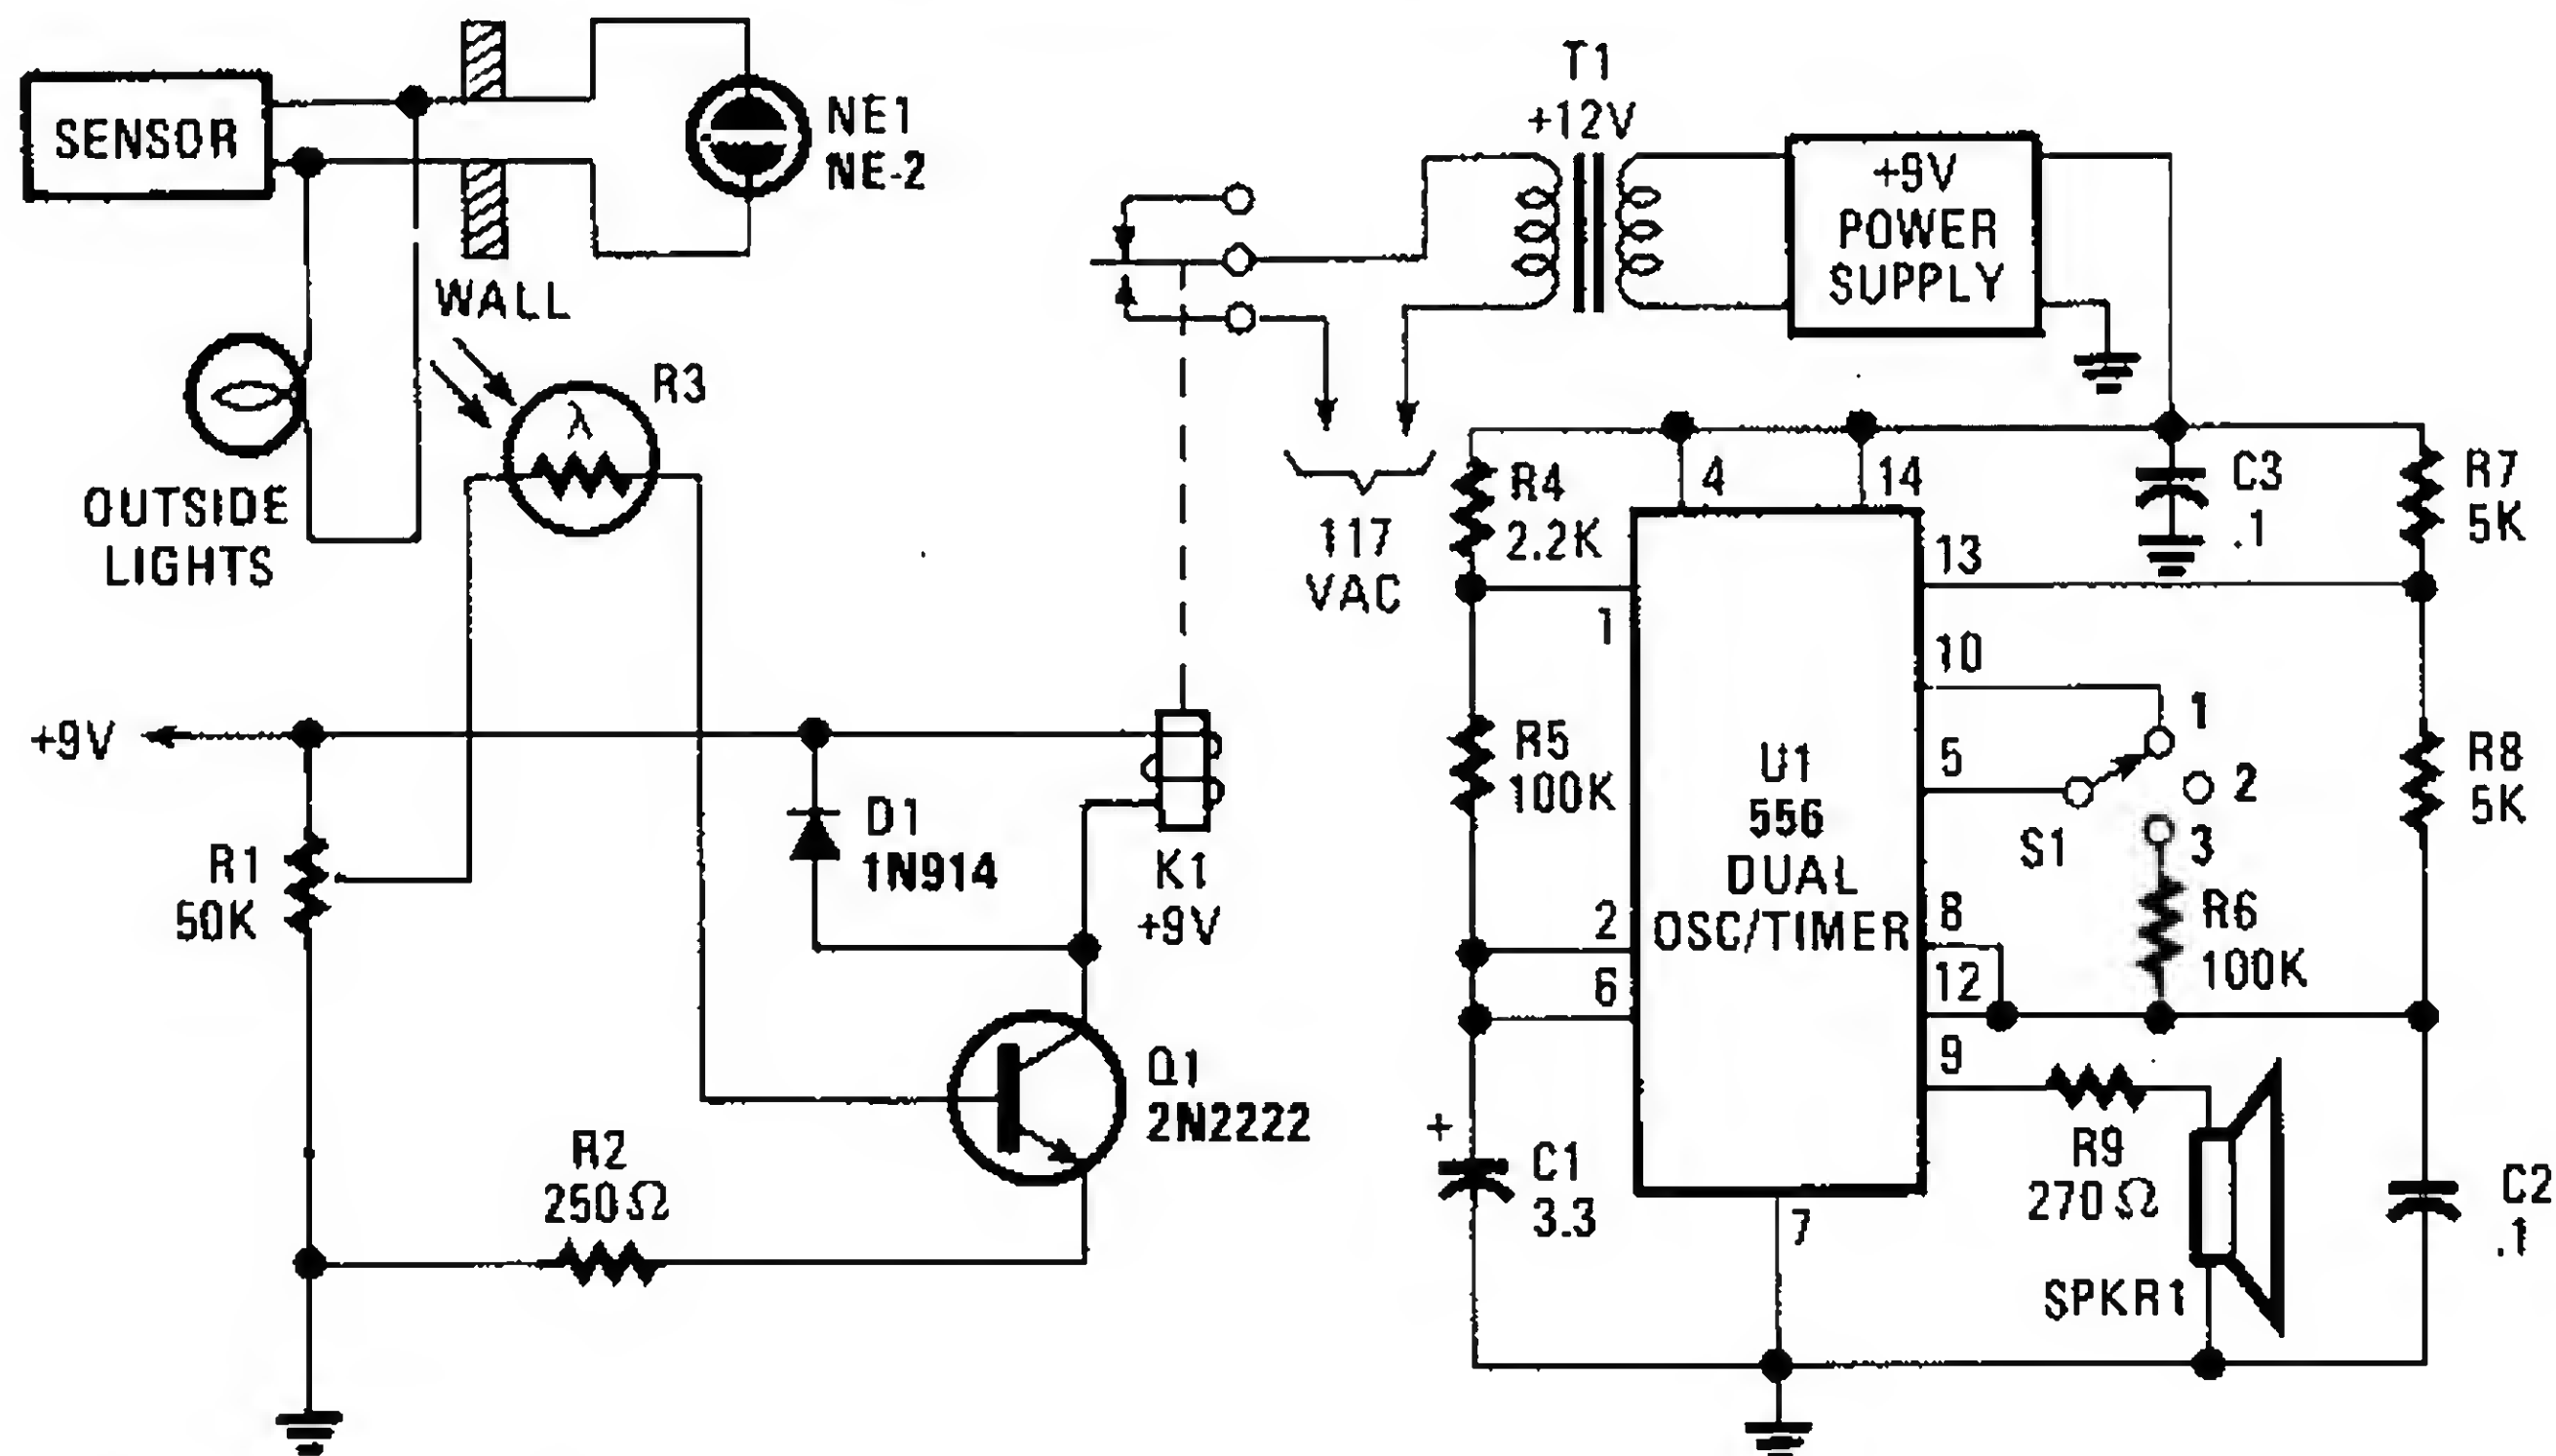 SENSOR
NE1
NE-2
WALL
OUTSIDE
LIGHTS
λ
R3
+9V
R1
50K
D1
1N914
K1
+9V
Q1
2N2222
R2
250Ω
T1
+12V
+9V
POWER
SUPPLY
117
VAC
R4
2.2K
R5
100K
1
2
6
+
C1
3.3
4
14
U1
556
DUAL
OSC/TIMER
13
10
5
8
12
9
7
S1
1
2
3
R6
100K
C3
.1
R7
5K
R8
5K
R9
270Ω
SPKR1
C2
.1